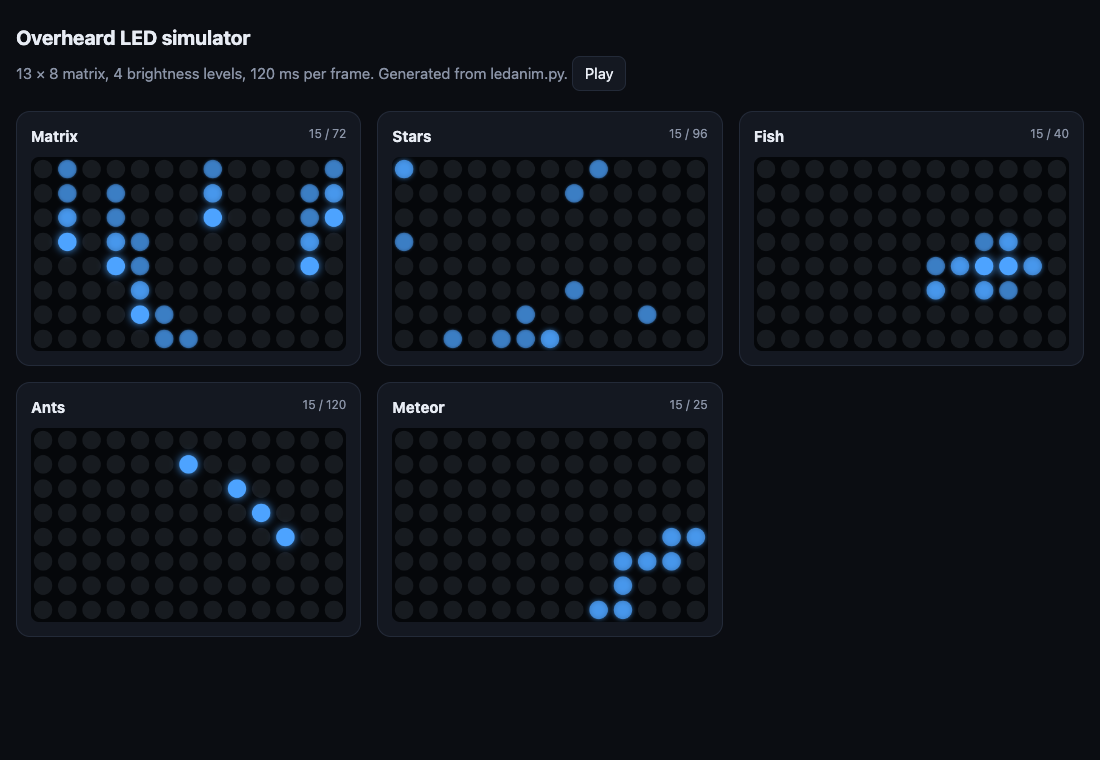 Overheard LED simulator
13 × 8 matrix, 4 brightness levels, 120 ms per frame. Generated from ledanim.py. Play
Matrix 15 / 72
Stars 15 / 96
Fish 15 / 40
Ants 15 / 120
Meteor 15 / 25